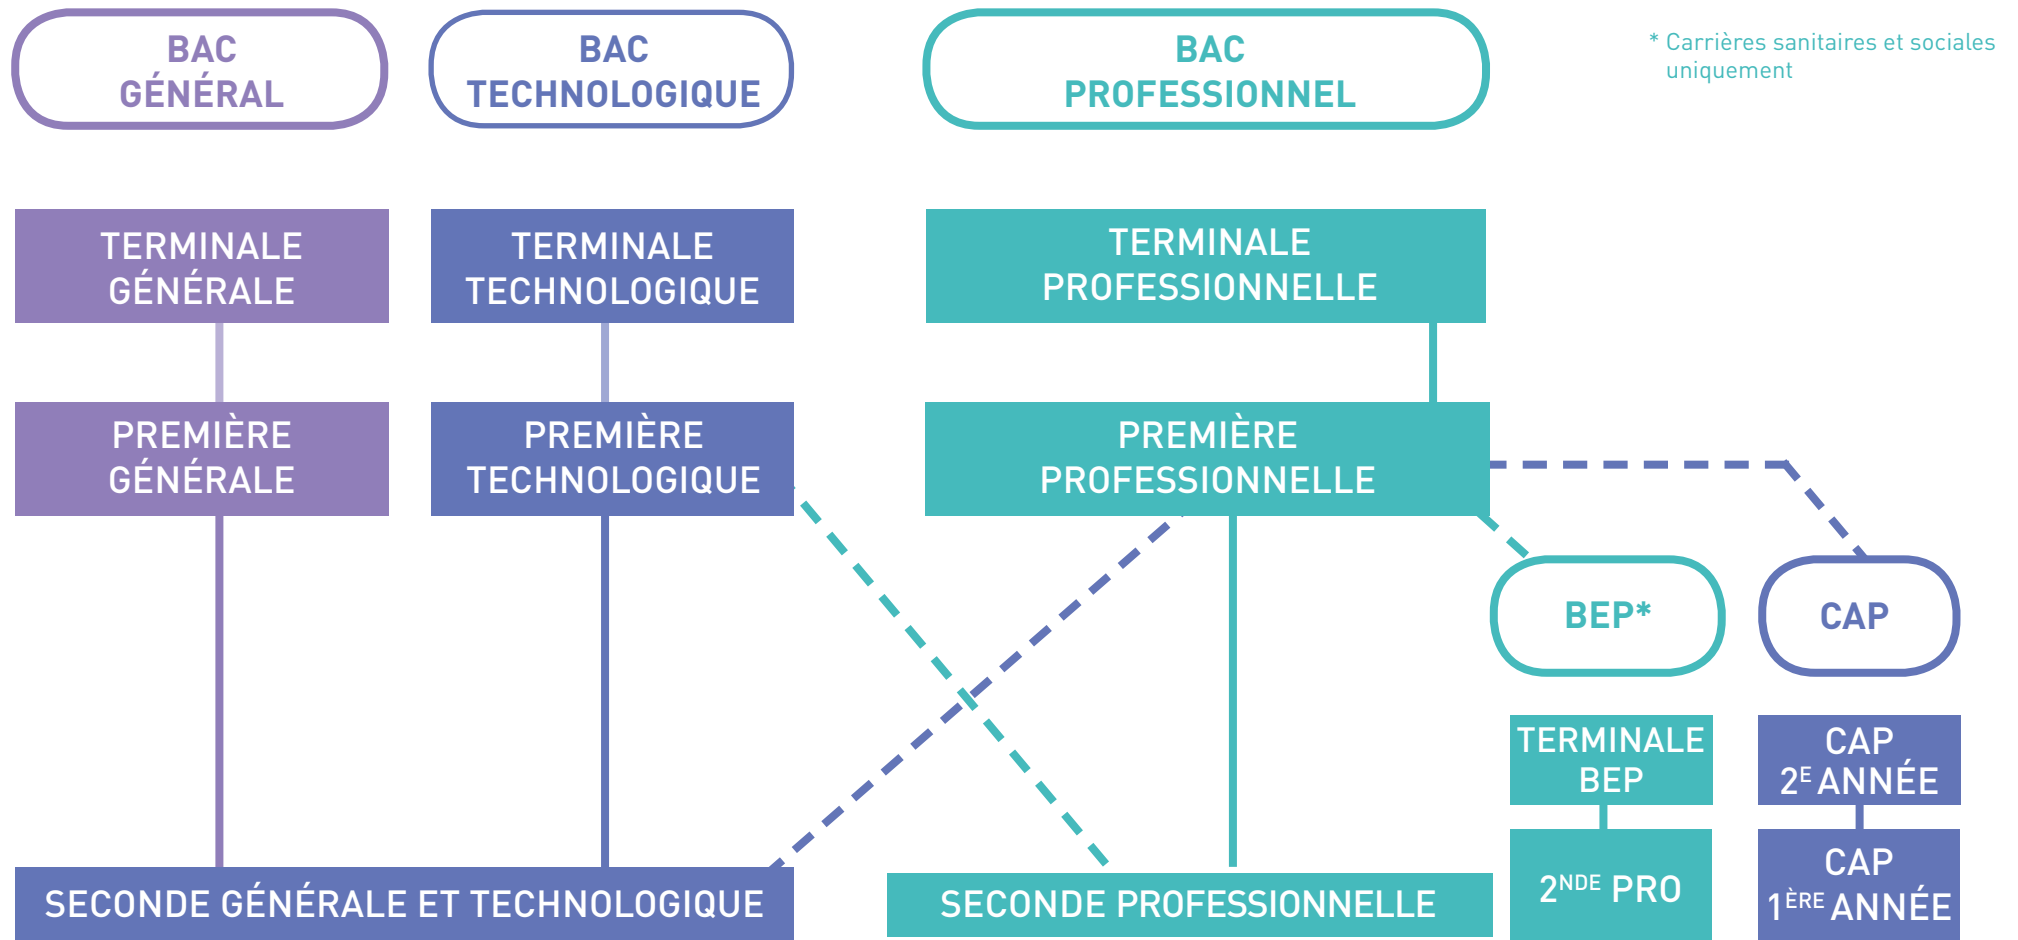 BAC
GÉNÉRAL
BAC
TECHNOLOGIQUE
BAC
PROFESSIONNEL
* Carrières sanitaires et sociales
uniquement
TERMINALE
GÉNÉRALE
TERMINALE
TECHNOLOGIQUE
TERMINALE
PROFESSIONNELLE
PREMIÈRE
GÉNÉRALE
PREMIÈRE
TECHNOLOGIQUE
PREMIÈRE
PROFESSIONNELLE
BEP*
CAP
TERMINALE
BEP
CAP
2E ANNÉE
SECONDE GÉNÉRALE ET TECHNOLOGIQUE
SECONDE PROFESSIONNELLE
2NDE PRO
CAP
1ÈRE ANNÉE